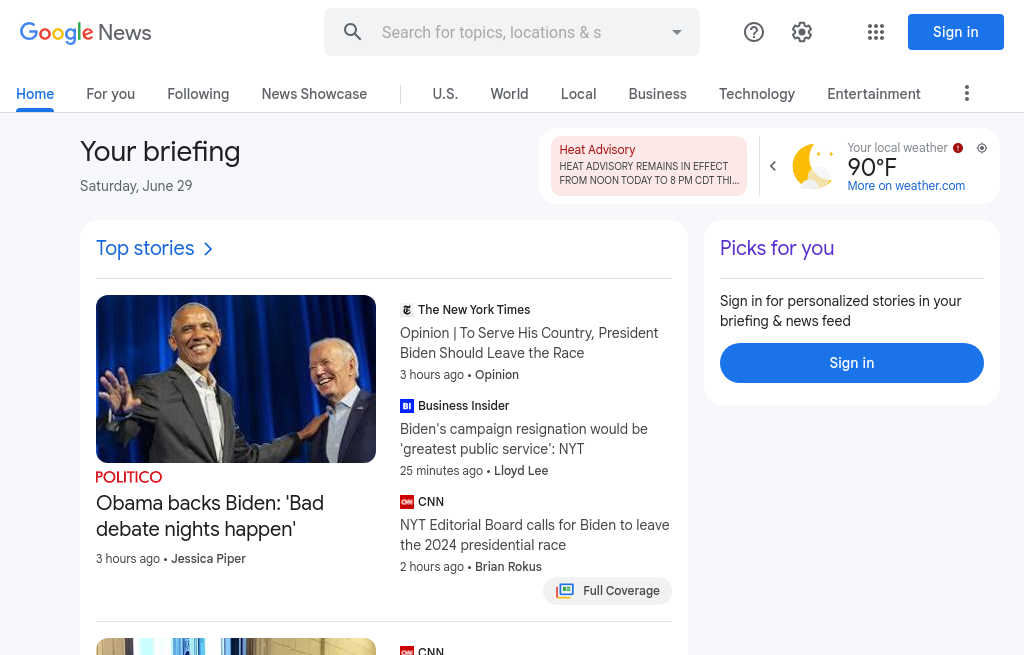 Google News
Search for topics, locations & s
Sign in
Home
For you
Following
News Showcase
U.S.
World
Local
Business
Technology
Entertainment
Your briefing
Saturday, June 29
Heat Advisory
HEAT ADVISORY REMAINS IN EFFECT
FROM NOON TODAY TO 8 PM CDT THI...
Your local weather
90°F
More on weather.com
Top stories
POLITICO
Obama backs Biden: 'Bad
debate nights happen'
3 hours ago • Jessica Piper
The New York Times
Opinion | To Serve His Country, President
Biden Should Leave the Race
3 hours ago • Opinion
BI Business Insider
Biden's campaign resignation would be
'greatest public service': NYT
25 minutes ago • Lloyd Lee
CNN CNN
NYT Editorial Board calls for Biden to leave
the 2024 presidential race
2 hours ago • Brian Rokus
Full Coverage
CNN
Picks for you
Sign in for personalized stories in your
briefing & news feed
Sign in